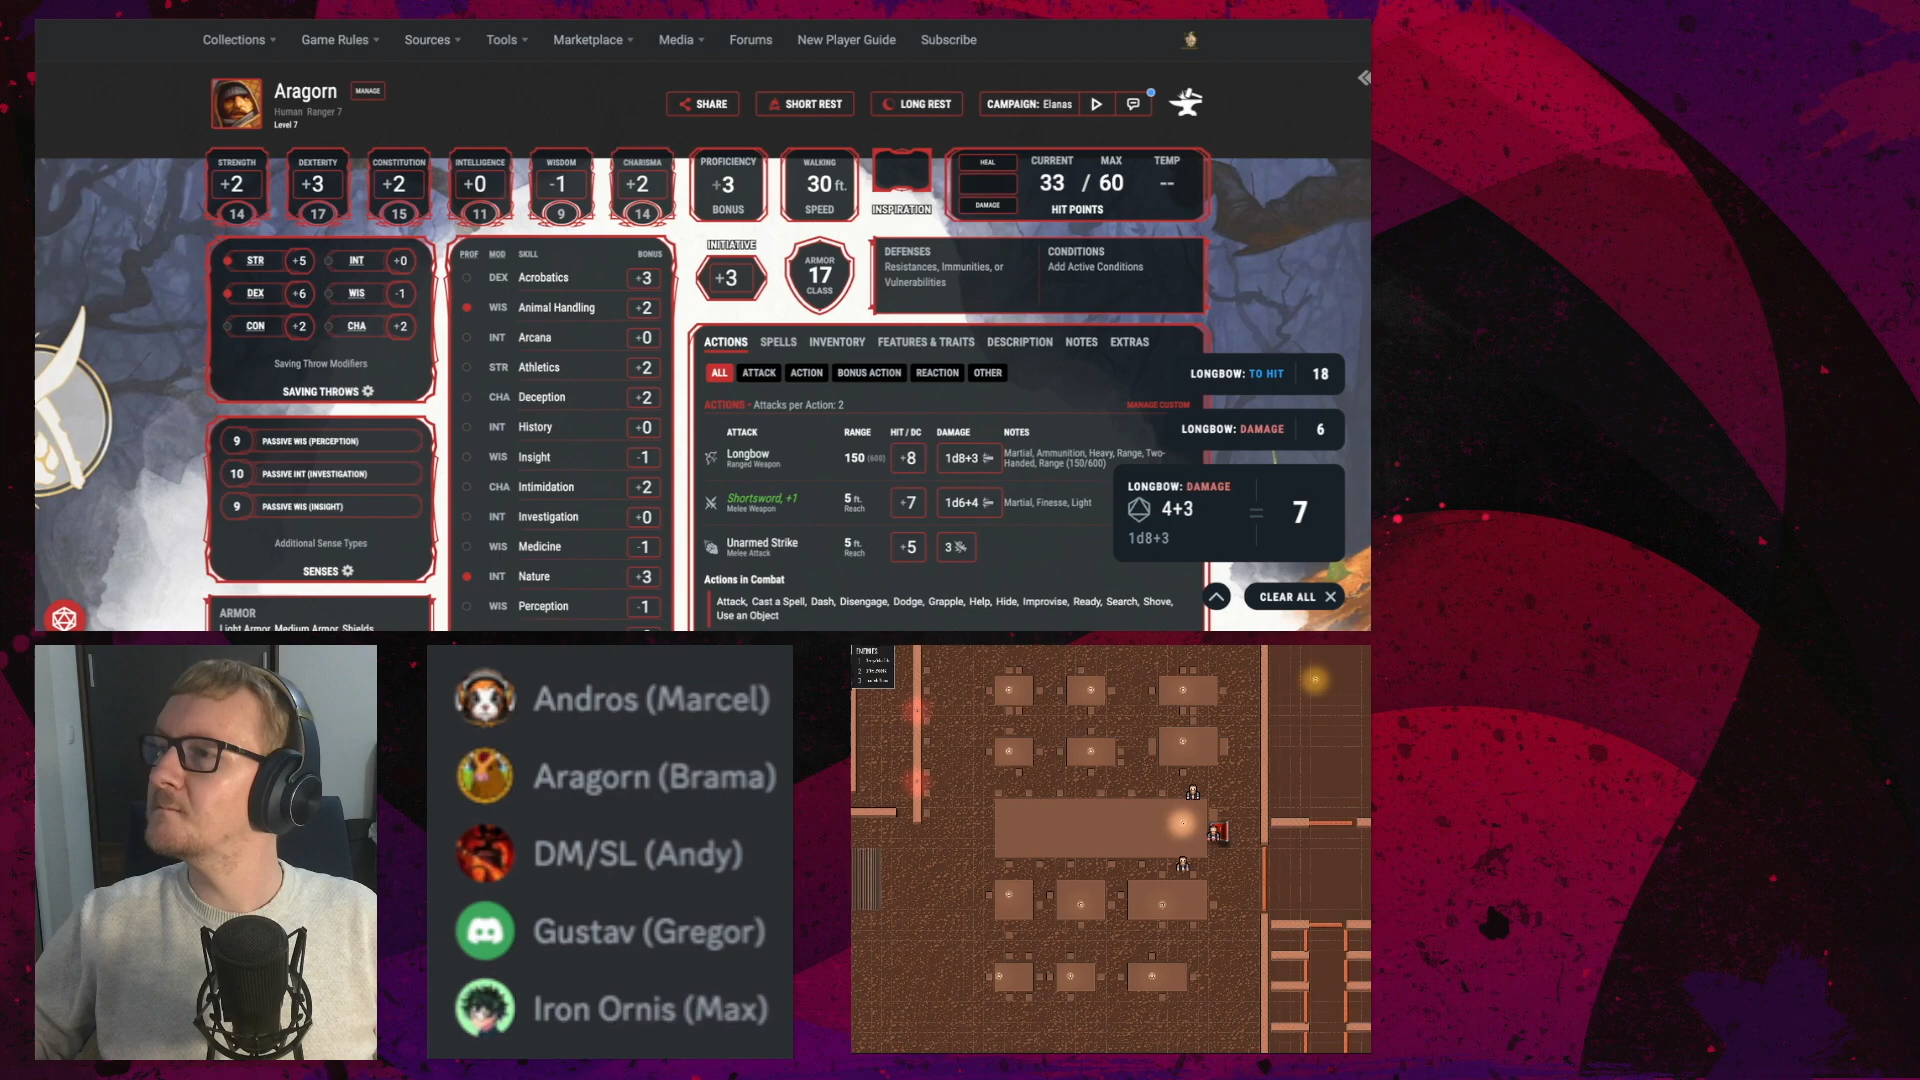 Collections Game Rules Sources Tools Marketplace Media Forums New Player Guide Subscribe
Aragorn MANAGE
Human Ranger 7
Level 7
SHARE SHORT REST LONG REST CAMPAIGN: Elanas
STRENGTH +2 14
DEXTERITY +3 17
CONSTITUTION +2 15
INTELLIGENCE +0 11
WISDOM -1 9
CHARISMA +2 14
PROFICIENCY +3 BONUS
WALKING 30 ft. SPEED
INSPIRATION
HEAL
DAMAGE
CURRENT MAX TEMP
33 / 60 --
HIT POINTS
STR +5 INT +0
DEX +6 WIS -1
CON +2 CHA +2
Saving Throw Modifiers
SAVING THROWS
9 PASSIVE WIS (PERCEPTION)
10 PASSIVE INT (INVESTIGATION)
9 PASSIVE WIS (INSIGHT)
Additional Sense Types
SENSES
ARMOR
Light Armor, Medium Armor, Shields
PROF MOD SKILL BONUS
DEX Acrobatics +3
WIS Animal Handling +2
INT Arcana +0
STR Athletics +2
CHA Deception +2
INT History +0
WIS Insight -1
CHA Intimidation +2
INT Investigation +0
WIS Medicine -1
INT Nature +3
WIS Perception -1
INITIATIVE
+3
ARMOR
17
CLASS
DEFENSES
Resistances, Immunities, or
Vulnerabilities
CONDITIONS
Add Active Conditions
ACTIONS SPELLS INVENTORY FEATURES & TRAITS DESCRIPTION NOTES EXTRAS
ALL ATTACK ACTION BONUS ACTION REACTION OTHER
ACTIONS • Attacks per Action: 2 MANAGE CUSTOM
ATTACK RANGE HIT / DC DAMAGE NOTES
Longbow 150 (600) +8 1d8+3 Martial, Ammunition, Heavy, Range, Two-
Ranged Weapon Handed, Range (150/600)
Shortsword, +1 5 ft. +7 1d6+4 Martial, Finesse, Light
Melee Weapon Reach
Unarmed Strike 5 ft. +5 3
Melee Attack Reach
Actions in Combat
Attack, Cast a Spell, Dash, Disengage, Dodge, Grapple, Help, Hide, Improvise, Ready, Search, Shove,
Use an Object
LONGBOW: TO HIT 18
LONGBOW: DAMAGE 6
LONGBOW: DAMAGE
4+3 = 7
1d8+3
CLEAR ALL
Andros (Marcel)
Aragorn (Brama)
DM/SL (Andy)
Gustav (Gregor)
Iron Ornis (Max)
ENEMIES
1
2
3